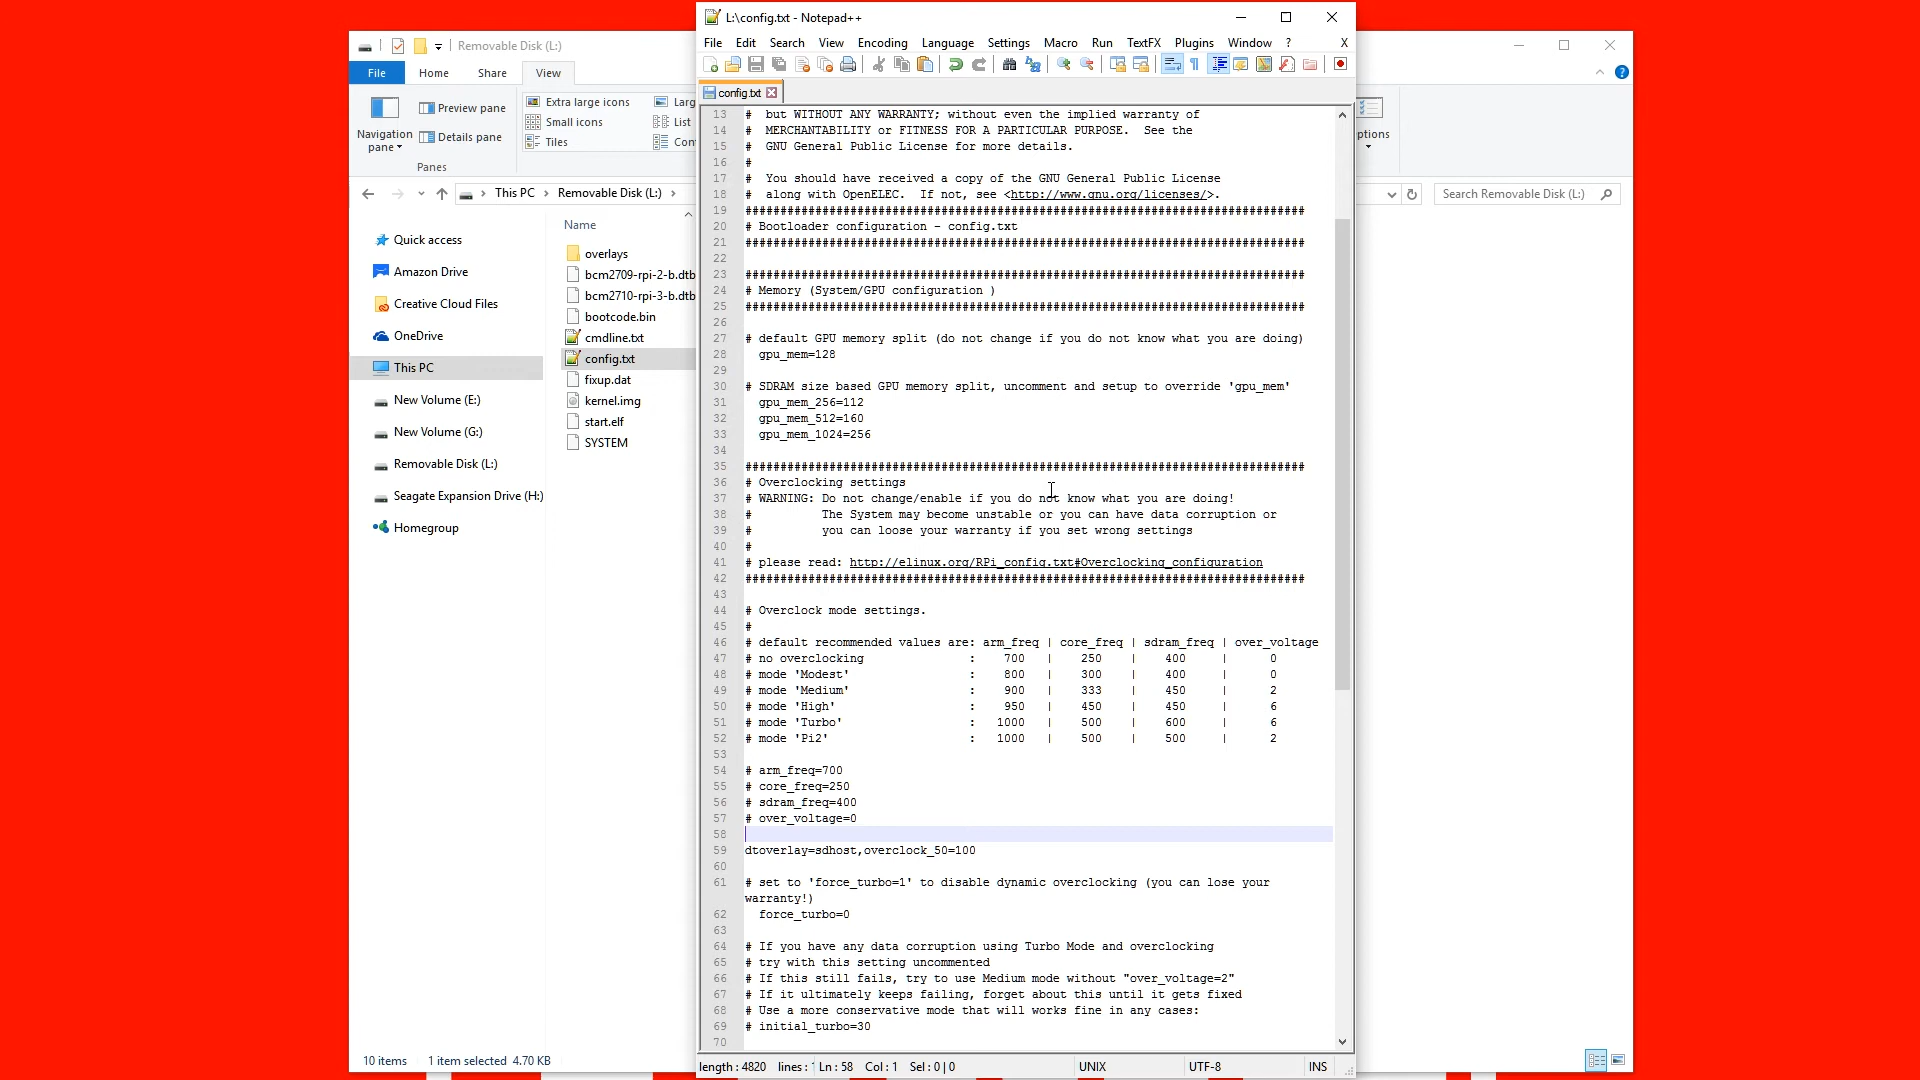 Removable Disk (L:)
File
Home
Share
View
Navigation
pane
Preview pane
Details pane
Panes
Extra large icons
Small icons
Tiles
List
This PC
Removable Disk (L:)
Quick access
Amazon Drive
Creative Cloud Files
OneDrive
This PC
New Volume (E:)
New Volume (G:)
Removable Disk (L:)
Seagate Expansion Drive (H:)
Homegroup
Name
overlays
bcm2709-rpi-2-b.dtb
bcm2710-rpi-3-b.dtb
bootcode.bin
cmdline.txt
config.txt
fixup.dat
kernel.img
start.elf
SYSTEM
10 items
1 item selected 4.70 KB
L:\config.txt - Notepad++
File Edit Search View Encoding Language Settings Macro Run TextFX Plugins Window ? X
config.txt
13 # but WITHOUT ANY WARRANTY; without even the implied warranty of
14 # MERCHANTABILITY or FITNESS FOR A PARTICULAR PURPOSE. See the
15 # GNU General Public License for more details.
16 #
17 # You should have received a copy of the GNU General Public License
18 # along with OpenELEC. If not, see <http://www.gnu.org/licenses/>.
19 ################################################################################
20 # Bootloader configuration - config.txt
21 ################################################################################
22
23 ################################################################################
24 # Memory (System/GPU configuration )
25 ################################################################################
26
27 # default GPU memory split (do not change if you do not know what you are doing)
28 gpu_mem=128
29
30 # SDRAM size based GPU memory split, uncomment and setup to override 'gpu_mem'
31 gpu_mem_256=112
32 gpu_mem_512=160
33 gpu_mem_1024=256
34
35 ################################################################################
36 # Overclocking settings
37 # WARNING: Do not change/enable if you do not know what you are doing!
38 # The System may become unstable or you can have data corruption or
39 # you can loose your warranty if you set wrong settings
40 #
41 # please read: http://elinux.org/RPi_config.txt#Overclocking_configuration
42 ################################################################################
43
44 # Overclock mode settings.
45 #
46 # default recommended values are: arm_freq | core_freq | sdram_freq | over_voltage
47 # no overclocking : 700 | 250 | 400 | 0
48 # mode 'Modest' : 800 | 300 | 400 | 0
49 # mode 'Medium' : 900 | 333 | 450 | 2
50 # mode 'High' : 950 | 450 | 450 | 6
51 # mode 'Turbo' : 1000 | 500 | 600 | 6
52 # mode 'Pi2' : 1000 | 500 | 500 | 2
53
54 # arm_freq=700
55 # core_freq=250
56 # sdram_freq=400
57 # over_voltage=0
58
59 dtoverlay=sdhost,overclock_50=100
60
61 # set to 'force_turbo=1' to disable dynamic overclocking (you can lose your
warranty!)
62 force_turbo=0
63
64 # If you have any data corruption using Turbo Mode and overclocking
65 # try with this setting uncommented
66 # If this still fails, try to use Medium mode without "over_voltage=2"
67 # If it ultimately keeps failing, forget about this until it gets fixed
68 # Use a more conservative mode that will works fine in any cases:
69 # initial_turbo=30
70
length : 4820 lines : Ln : 58 Col : 1 Sel : 0 | 0 UNIX UTF-8 INS
Search Removable Disk (L:)